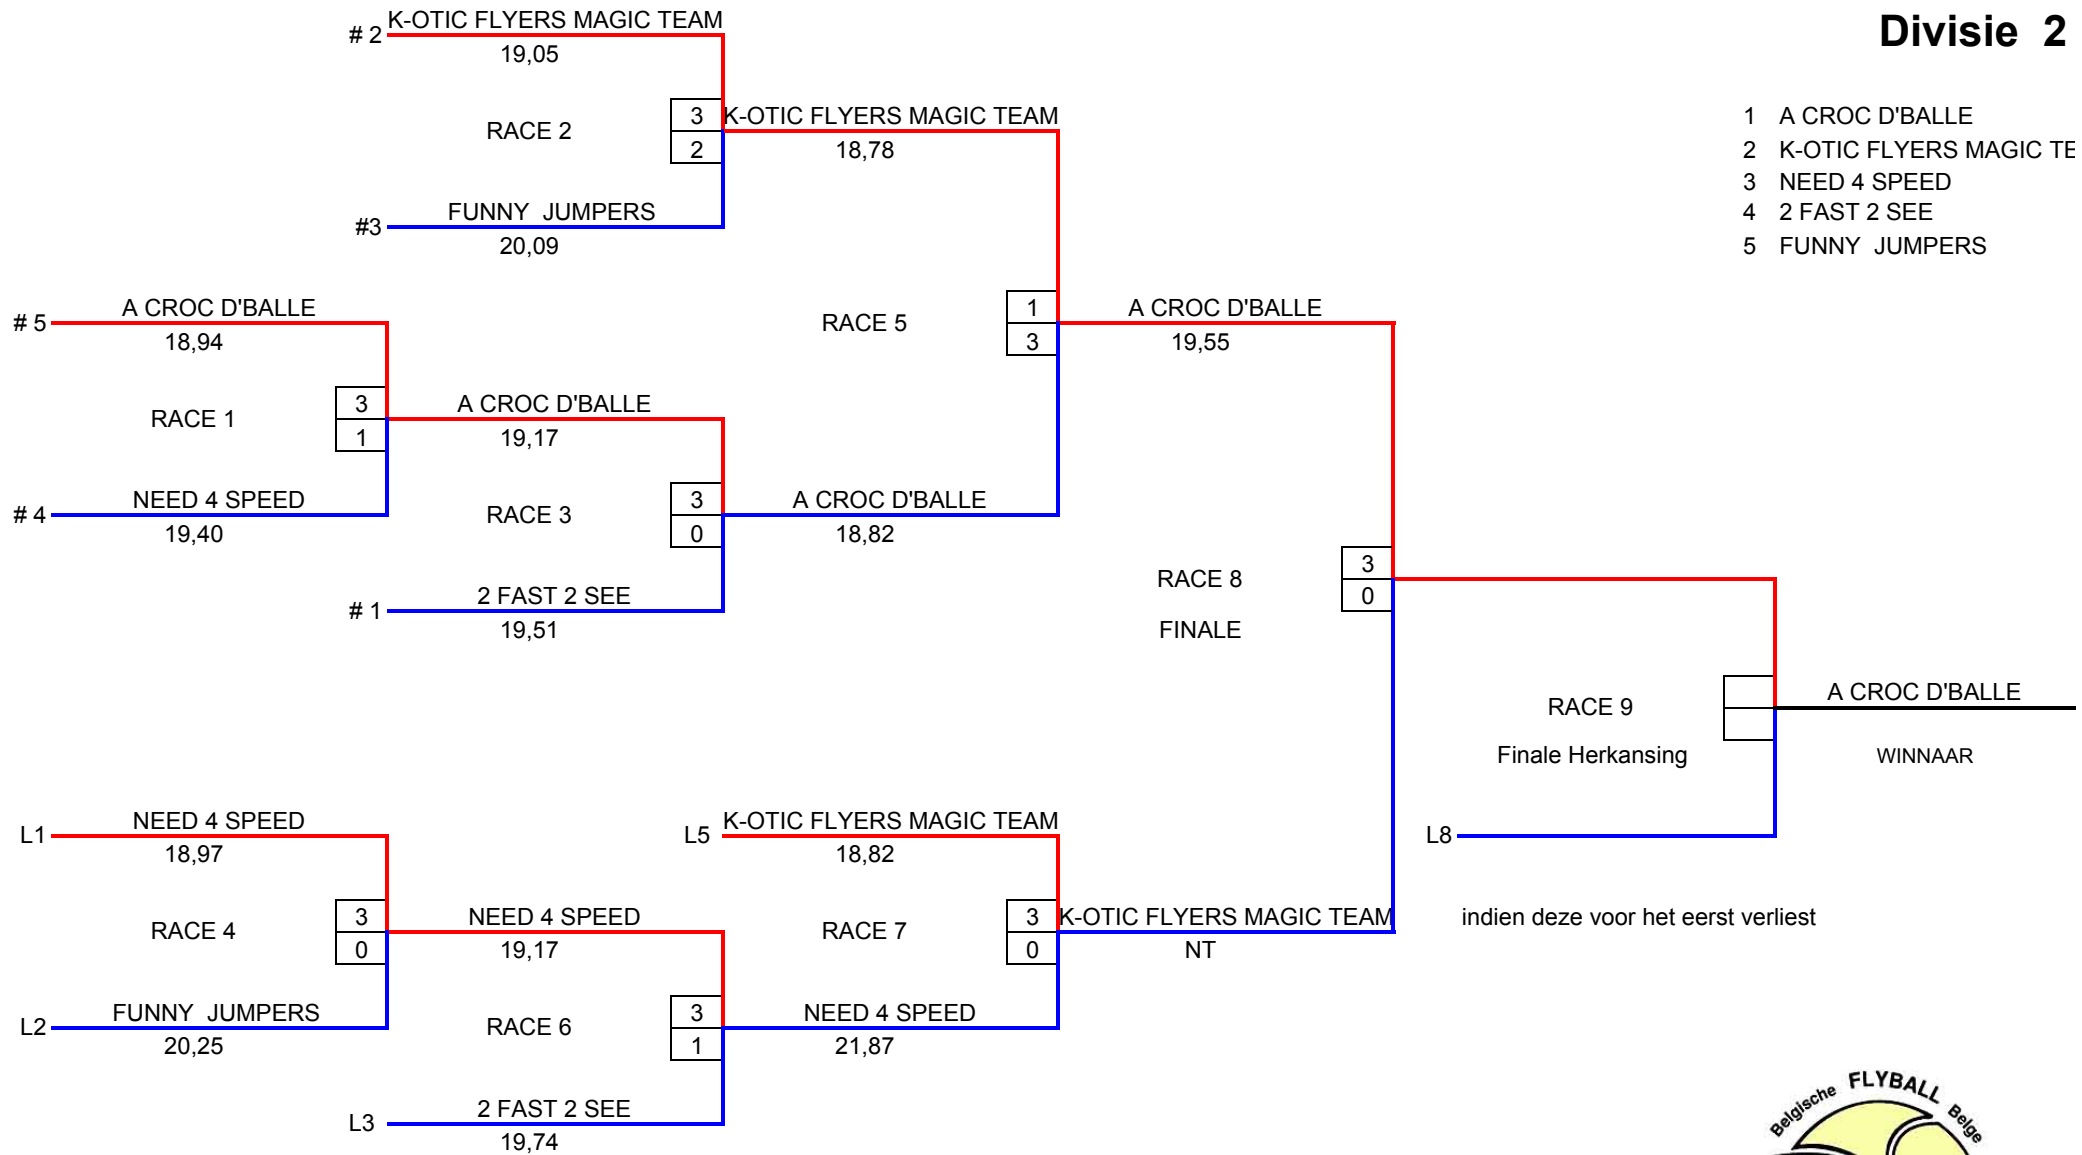 Divisie 2
K-OTIC FLYERS MAGIC TEAM
# 2
19,05
RACE 2
3
2
K-OTIC FLYERS MAGIC TEAM
18,78
FUNNY JUMPERS
#3
20,09
1 A CROC D'BALLE
2 K-OTIC FLYERS MAGIC TE
3 NEED 4 SPEED
4 2 FAST 2 SEE
5 FUNNY JUMPERS
A CROC D'BALLE
# 5
18,94
RACE 5
1
3
A CROC D'BALLE
19,55
RACE 1
3
1
A CROC D'BALLE
19,17
NEED 4 SPEED
# 4
19,40
RACE 3
3
0
A CROC D'BALLE
18,82
2 FAST 2 SEE
# 1
19,51
RACE 8
3
0
FINALE
RACE 9
A CROC D'BALLE
Finale Herkansing
WINNAAR
NEED 4 SPEED
L1
18,97
K-OTIC FLYERS MAGIC TEAM
L5
18,82
L8
RACE 4
3
0
NEED 4 SPEED
19,17
RACE 7
3
0
K-OTIC FLYERS MAGIC TEAM
NT
indien deze voor het eerst verliest
FUNNY JUMPERS
L2
20,25
RACE 6
3
1
NEED 4 SPEED
21,87
2 FAST 2 SEE
L3
19,74
Belgische FLYBALL Belge